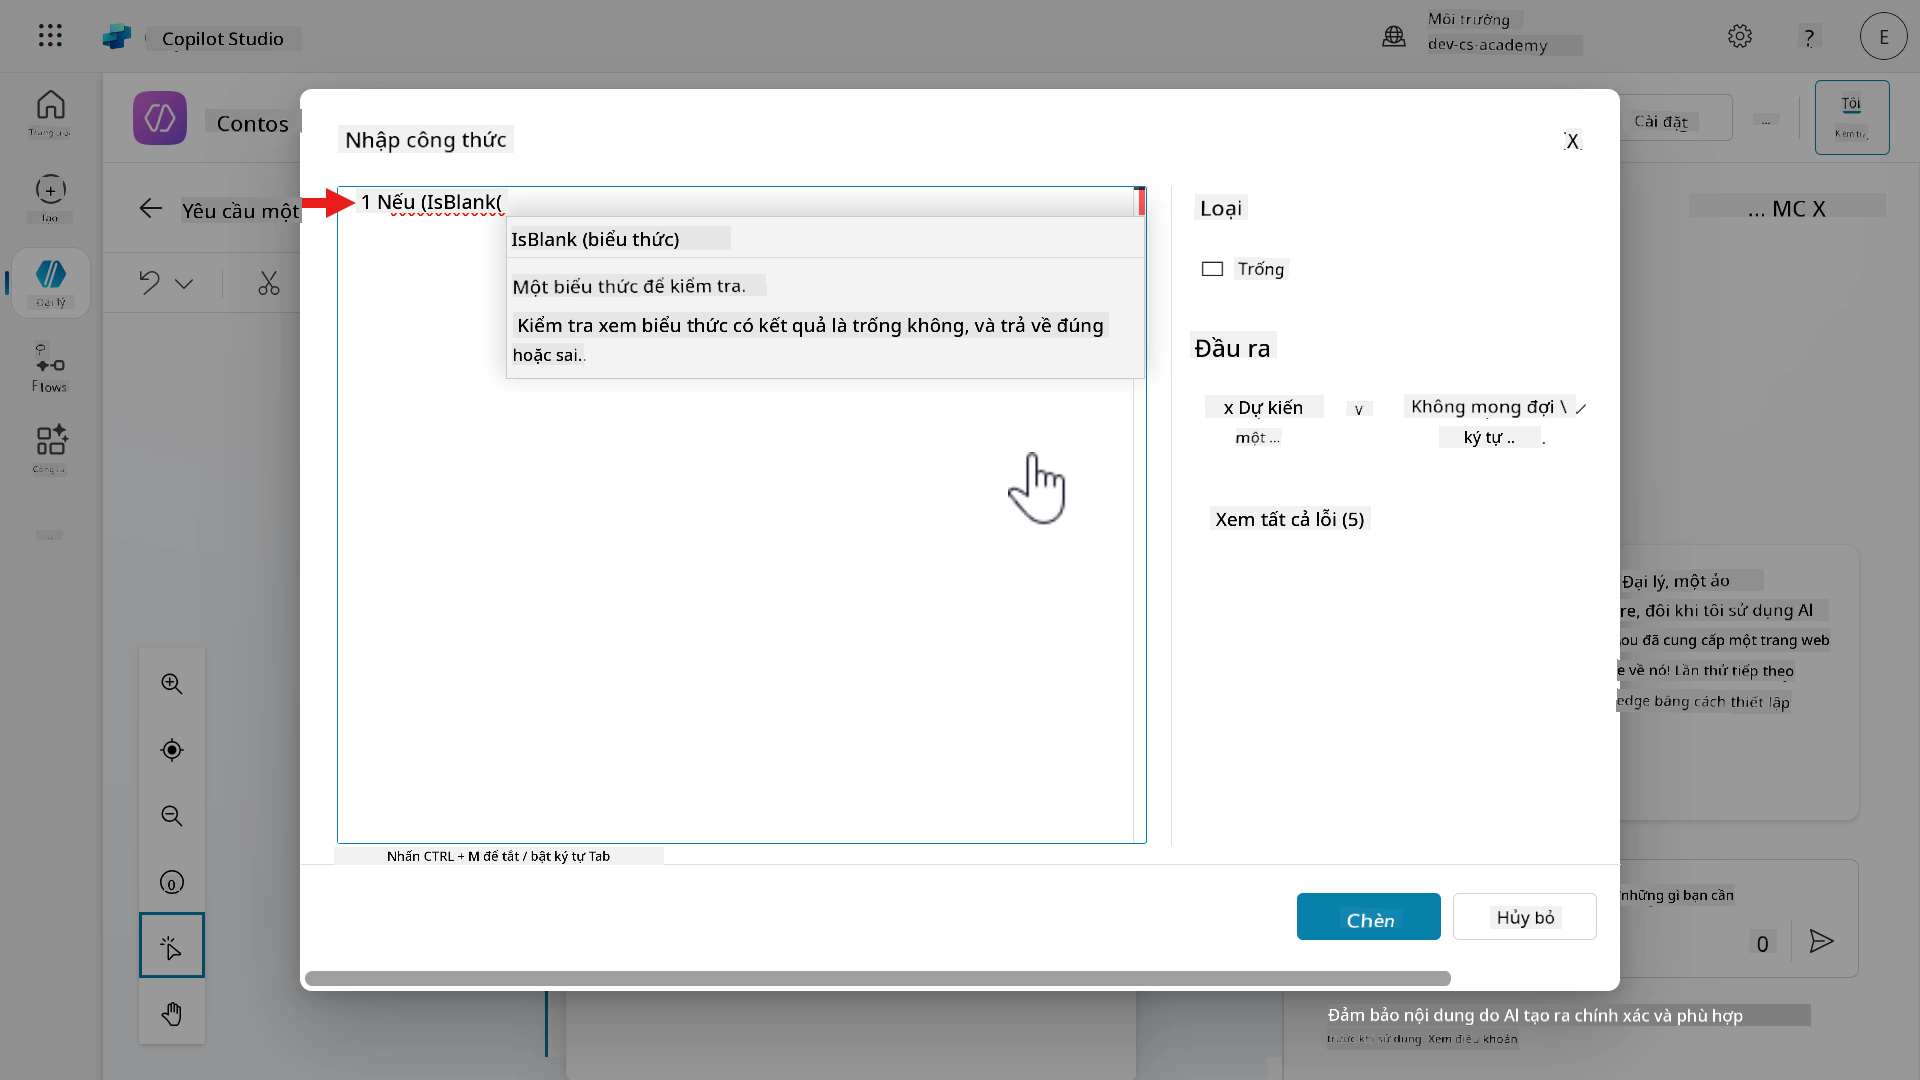 Copilot Studio
Môi trường
dev-cs-academy
?
E
Contos
Cài đặt
...
Tôi
Kiểm tra
Trang chủ
Tạo
Đại lý
Flows
Công cụ
...
Yêu cầu một
... MC X
Nhập công thức
X
1 Nếu (IsBlank(
IsBlank (biểu thức)
Một biểu thức để kiểm tra.
Kiểm tra xem biểu thức có kết quả là trống không, và trả về đúng
hoặc sai..
Loại
Trống
Đầu ra
x Dự kiến
một ...
v
Không mong đợi \
ký tự ..
Xem tất cả lỗi (5)
Nhấn CTRL + M để tắt / bật ký tự Tab
Chèn
Hủy bỏ
Đại lý, một ảo
re, đôi khi tôi sử dụng AI
ou đã cung cấp một trang web
e về nó! Lần thử tiếp theo
edge bằng cách thiết lập
những gì bạn cần
0
0
Đảm bảo nội dung do AI tạo ra chính xác và phù hợp
trước khi sử dụng. Xem điều khoản